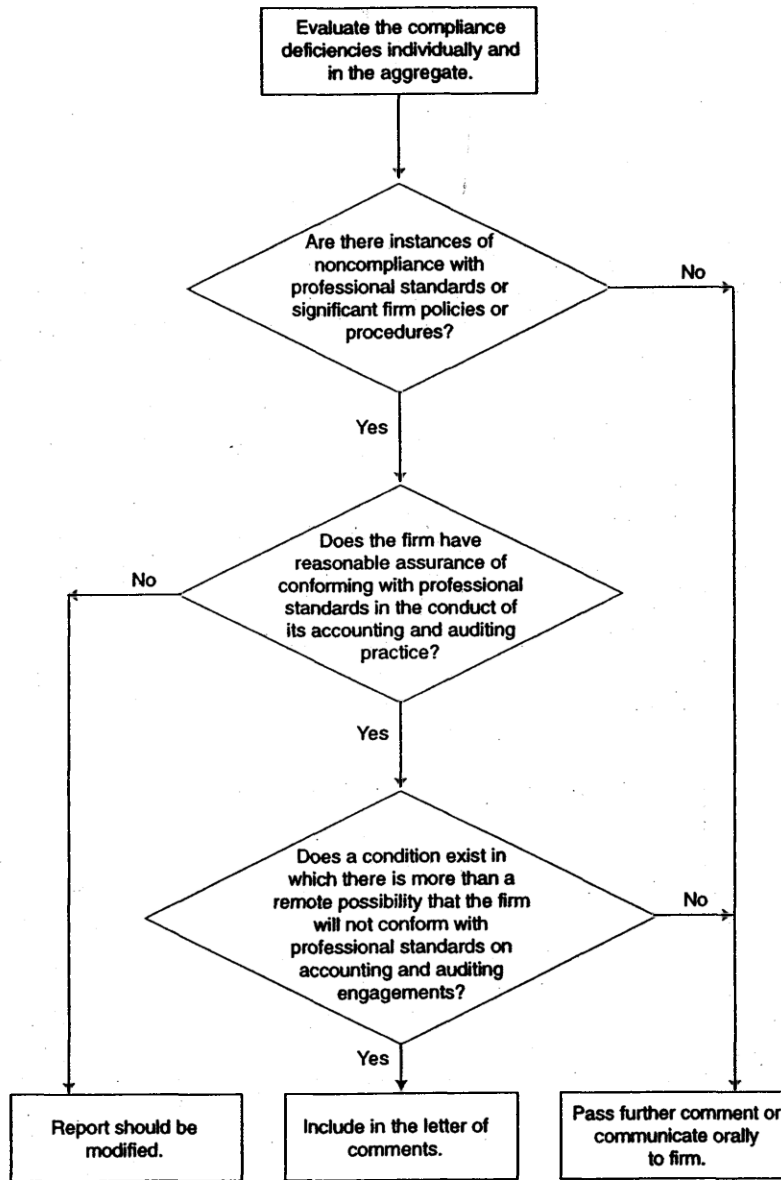 Evaluate the compliance
deficiencies individually and
in the aggregate.
Are there instances of
noncompliance with
professional standards or
significant firm policies or
procedures?
No
Yes
Does the firm have
reasonable assurance of
conforming with professional
standards in the conduct of
its accounting and auditing
practice?
No
Yes
Does a condition exist in
which there is more than a
remote possibility that the firm
will not conform with
professional standards on
accounting and auditing
engagements?
No
Yes
Report should be
modified.
Include in the letter of
comments.
Pass further comment or
communicate orally
to firm.